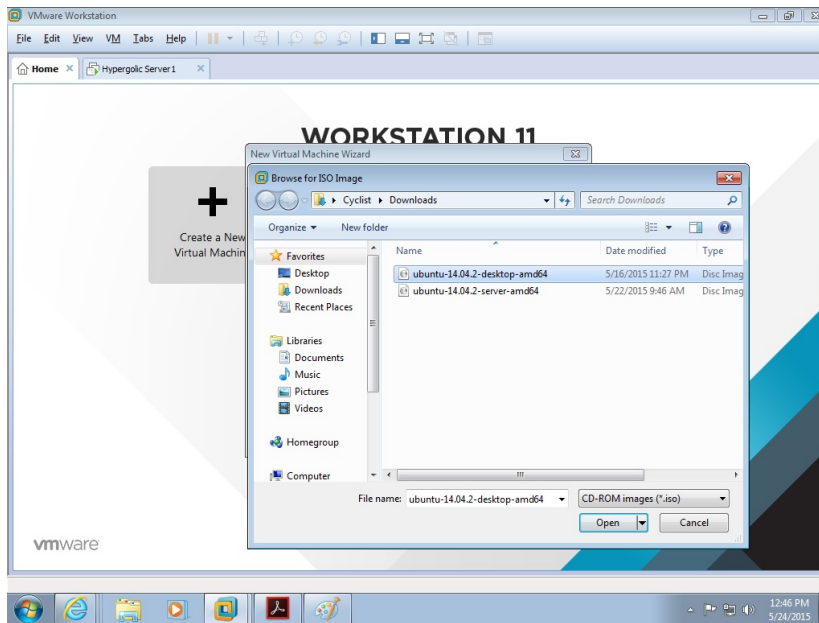 VMware Workstation
File Edit View VM Tabs Help
Home × Hypergolic Server1 ×
WORKSTATION 11
New Virtual Machine Wizard
Browse for ISO Image
Cyclist Downloads Search Downloads
Create a New
Virtual Machin
Organize New folder
Name Date modified Type
Favorites
Desktop
Downloads
Recent Places
Libraries
Documents
Music
Pictures
Videos
Homegroup
Computer
ubuntu-14.04.2-desktop-amd64 5/16/2015 11:27 PM Disc Imag
ubuntu-14.04.2-server-amd64 5/22/2015 9:46 AM Disc Imag
File name: ubuntu-14.04.2-desktop-amd64 CD-ROM images (*.iso)
Open Cancel
vmware
12:46 PM
5/24/2015